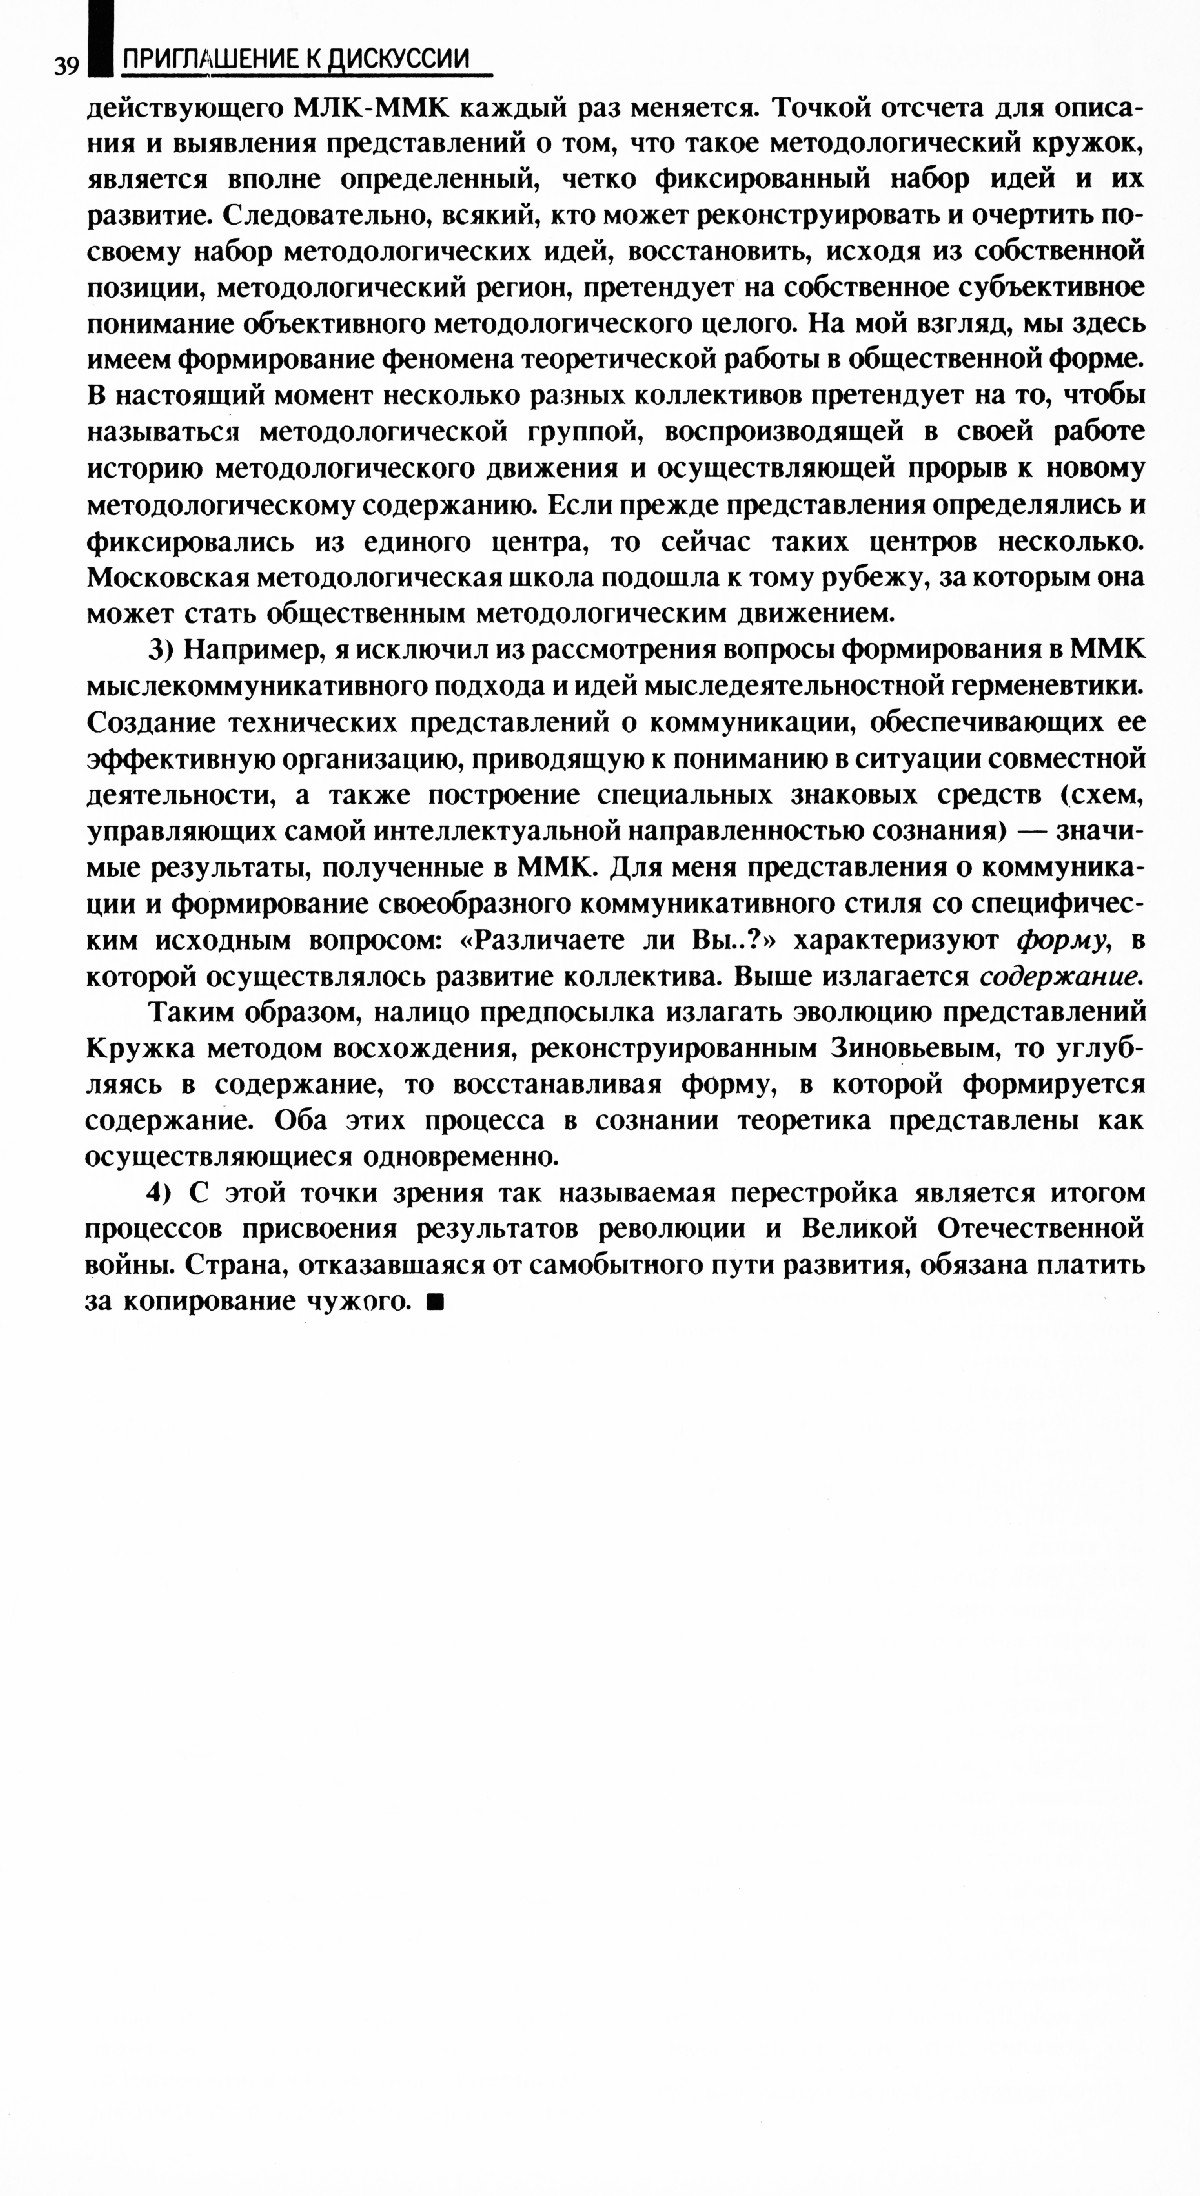 39 ПРИГЛАШЕНИЕ К ДИСКУССИИ
действующего МЛК-ММК каждый раз меняется. Точкой отсчета для описа-
ния и выявления представлений о том, что такое методологический кружок,
является вполне определенный, четко фиксированный набор идей и их
развитие. Следовательно, всякий, кто может реконструировать и очертить по-
своему набор методологических идей, восстановить, исходя из собственной
позиции, методологический регион, претендует на собственное субъективное
понимание объективного методологического целого. На мой взгляд, мы здесь
имеем формирование феномена теоретической работы в общественной форме.
В настоящий момент несколько разных коллективов претендует на то, чтобы
называться методологической группой, воспроизводящей в своей работе
историю методологического движения и осуществляющей прорыв к новому
методологическому содержанию. Если прежде представления определялись и
фиксировались из единого центра, то сейчас таких центров несколько.
Московская методологическая школа подошла к тому рубежу, за которым она
может стать общественным методологическим движением.
3) Например, я исключил из рассмотрения вопросы формирования в ММК
мыслекоммуникативного подхода и идей мыследеятельностной герменевтики.
Создание технических представлений о коммуникации, обеспечивающих ее
эффективную организацию, приводящую к пониманию в ситуации совместной
деятельности, а также построение специальных знаковых средств (схем,
управляющих самой интеллектуальной направленностью сознания) — значи-
мые результаты, полученные в ММК. Для меня представления о коммуника-
ции и формирование своеобразного коммуникативного стиля со специфичес-
ким исходным вопросом: «Различаете ли Вы..?» характеризуют форму, в
которой осуществлялось развитие коллектива. Выше излагается содержание.
Таким образом, налицо предпосылка излагать эволюцию представлений
Кружка методом восхождения, реконструированным Зиновьевым, то углуб-
ляясь в содержание, то восстанавливая форму, в которой формируется
содержание. Оба этих процесса в сознании теоретика представлены как
осуществляющиеся одновременно.
4) С этой точки зрения так называемая перестройка является итогом
процессов присвоения результатов революции и Великой Отечественной
войны. Страна, отказавшаяся от самобытного пути развития, обязана платить
за копирование чужого. ■